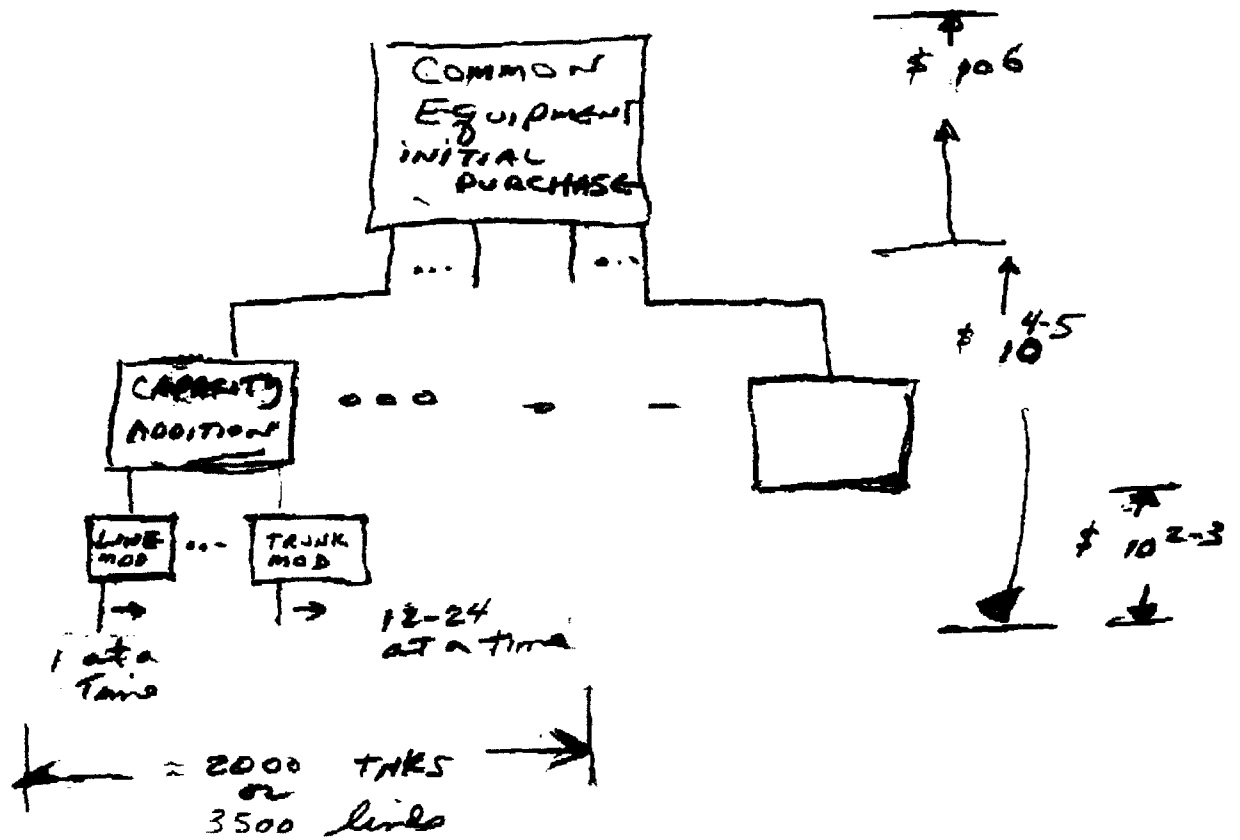 COMMON
EQUIPMENT
INITIAL
PURCHASE
$ 10 6
...
...
$ 10 4-5
CAPACITY
ADDITION
LINE
MOD
...
TRUNK
MOD
$ 10 2-3
1 at a
Time
12-24
at a time
≈ 2000 TNKS
or
3500 lines